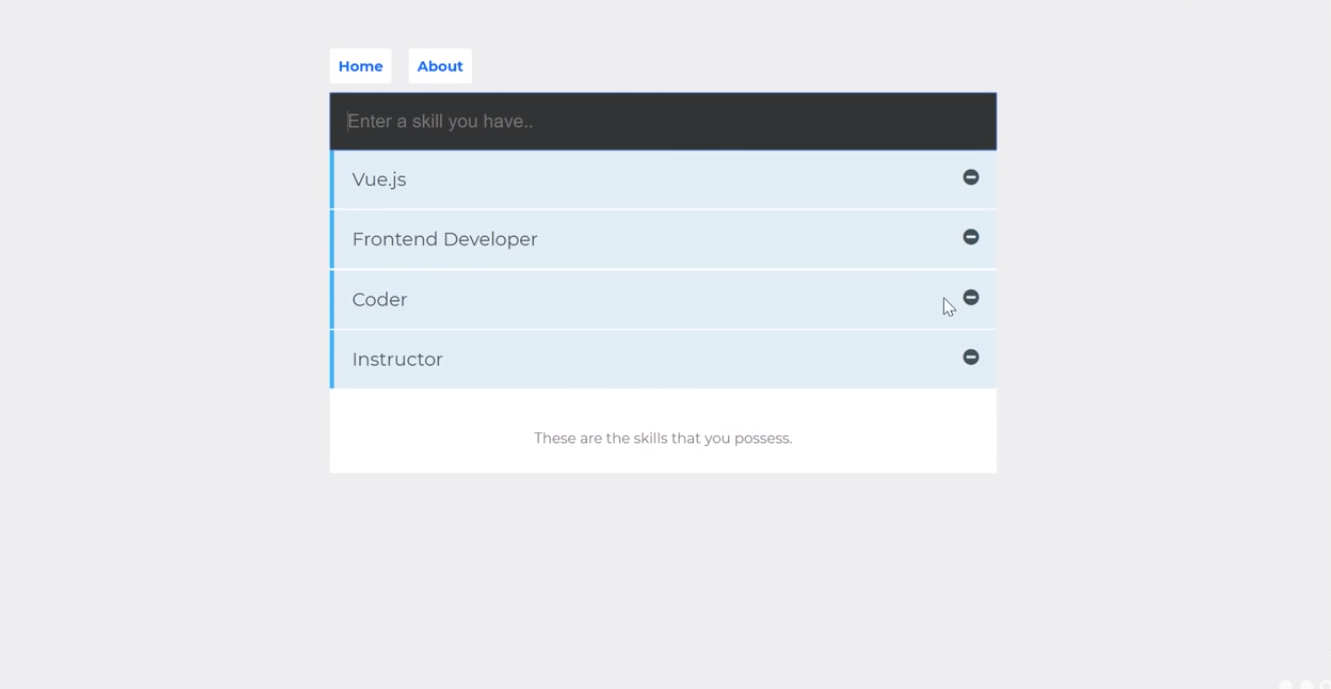 Home About
Enter a skill you have..
Vue.js
Frontend Developer
Coder
Instructor
These are the skills that you possess.